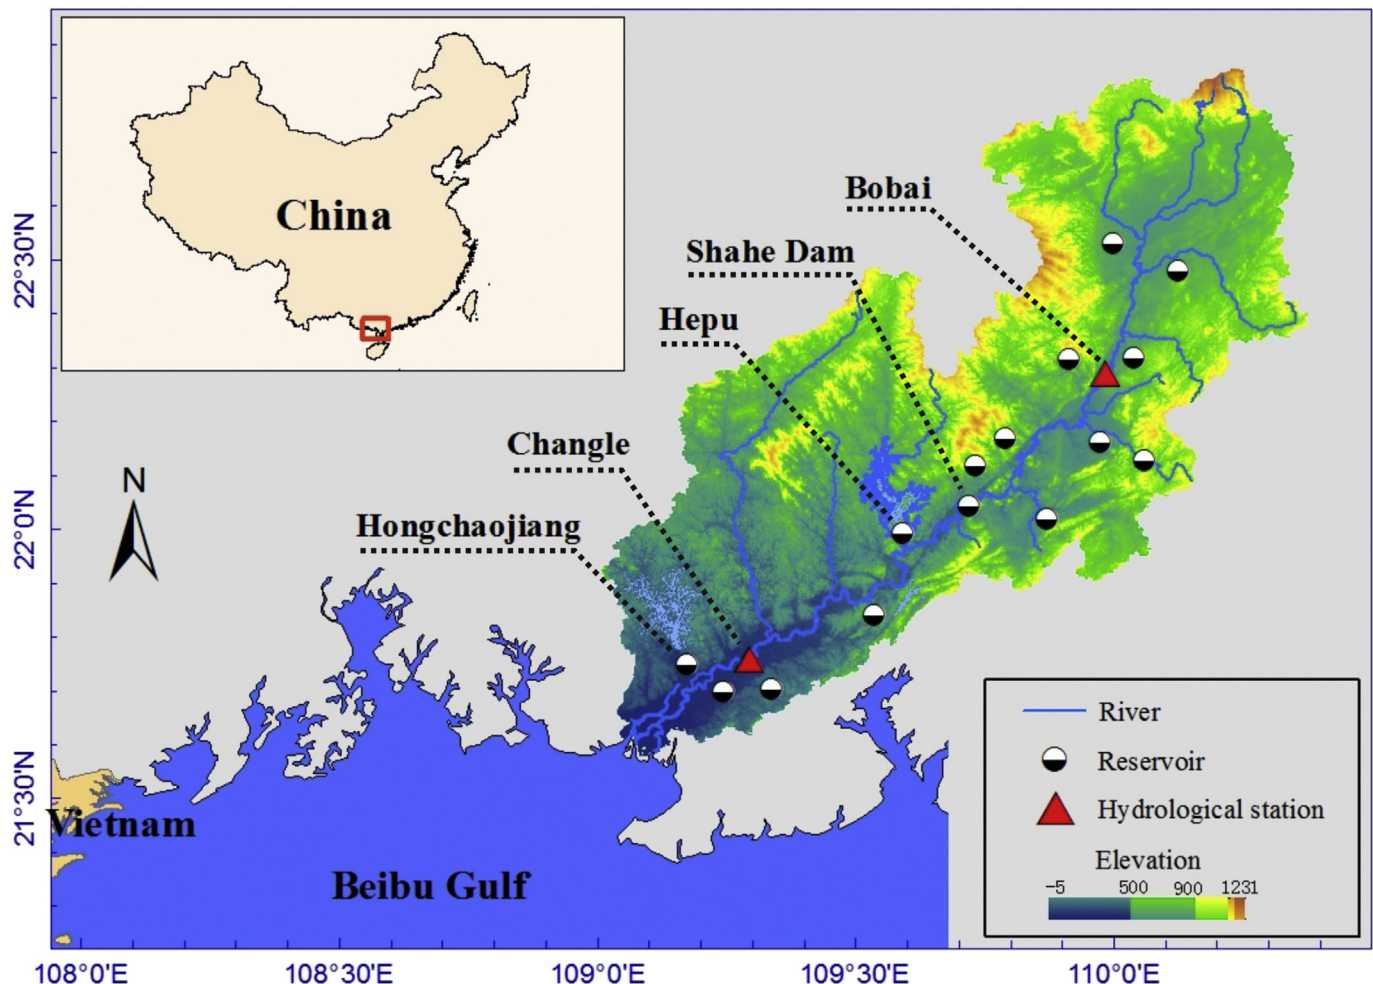 China
Bobai
Shahe Dam
Hepu
Changle
Hongchaojiang
N
22°30'N
22°0'N
21°30'N
Vietnam
Beibu Gulf
River
Reservoir
Hydrological station
Elevation
-5 500 900 1231
108°0'E 108°30'E 109°0'E 109°30'E 110°0'E